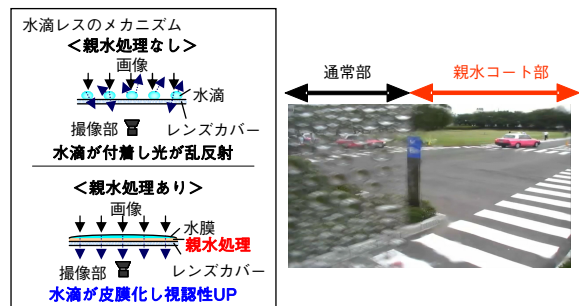 水滴レスのメカニズム
＜親水処理なし＞
画像
水滴
撮像部
レンズカバー
水滴が付着し光が乱反射
＜親水処理あり＞
画像
水膜
親水処理
撮像部
レンズカバー
水滴が皮膜化し視認性UP
通常部
親水コート部